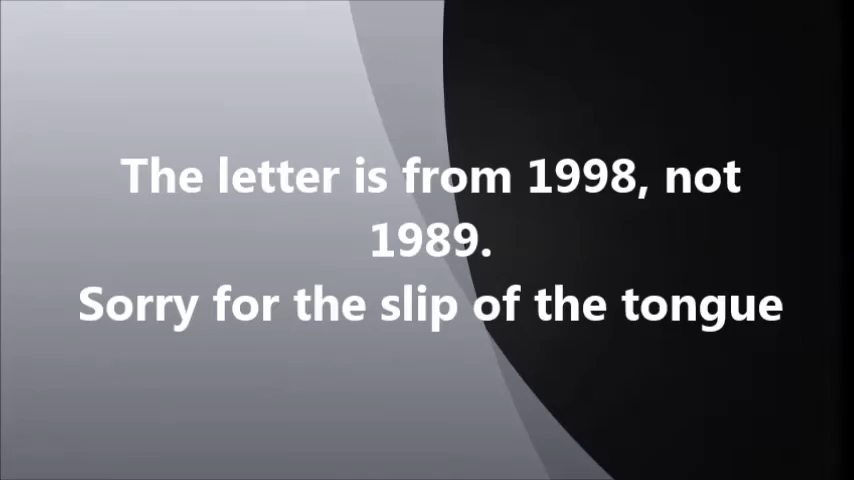 The letter is from 1998, not
1989.
Sorry for the slip of the tongue